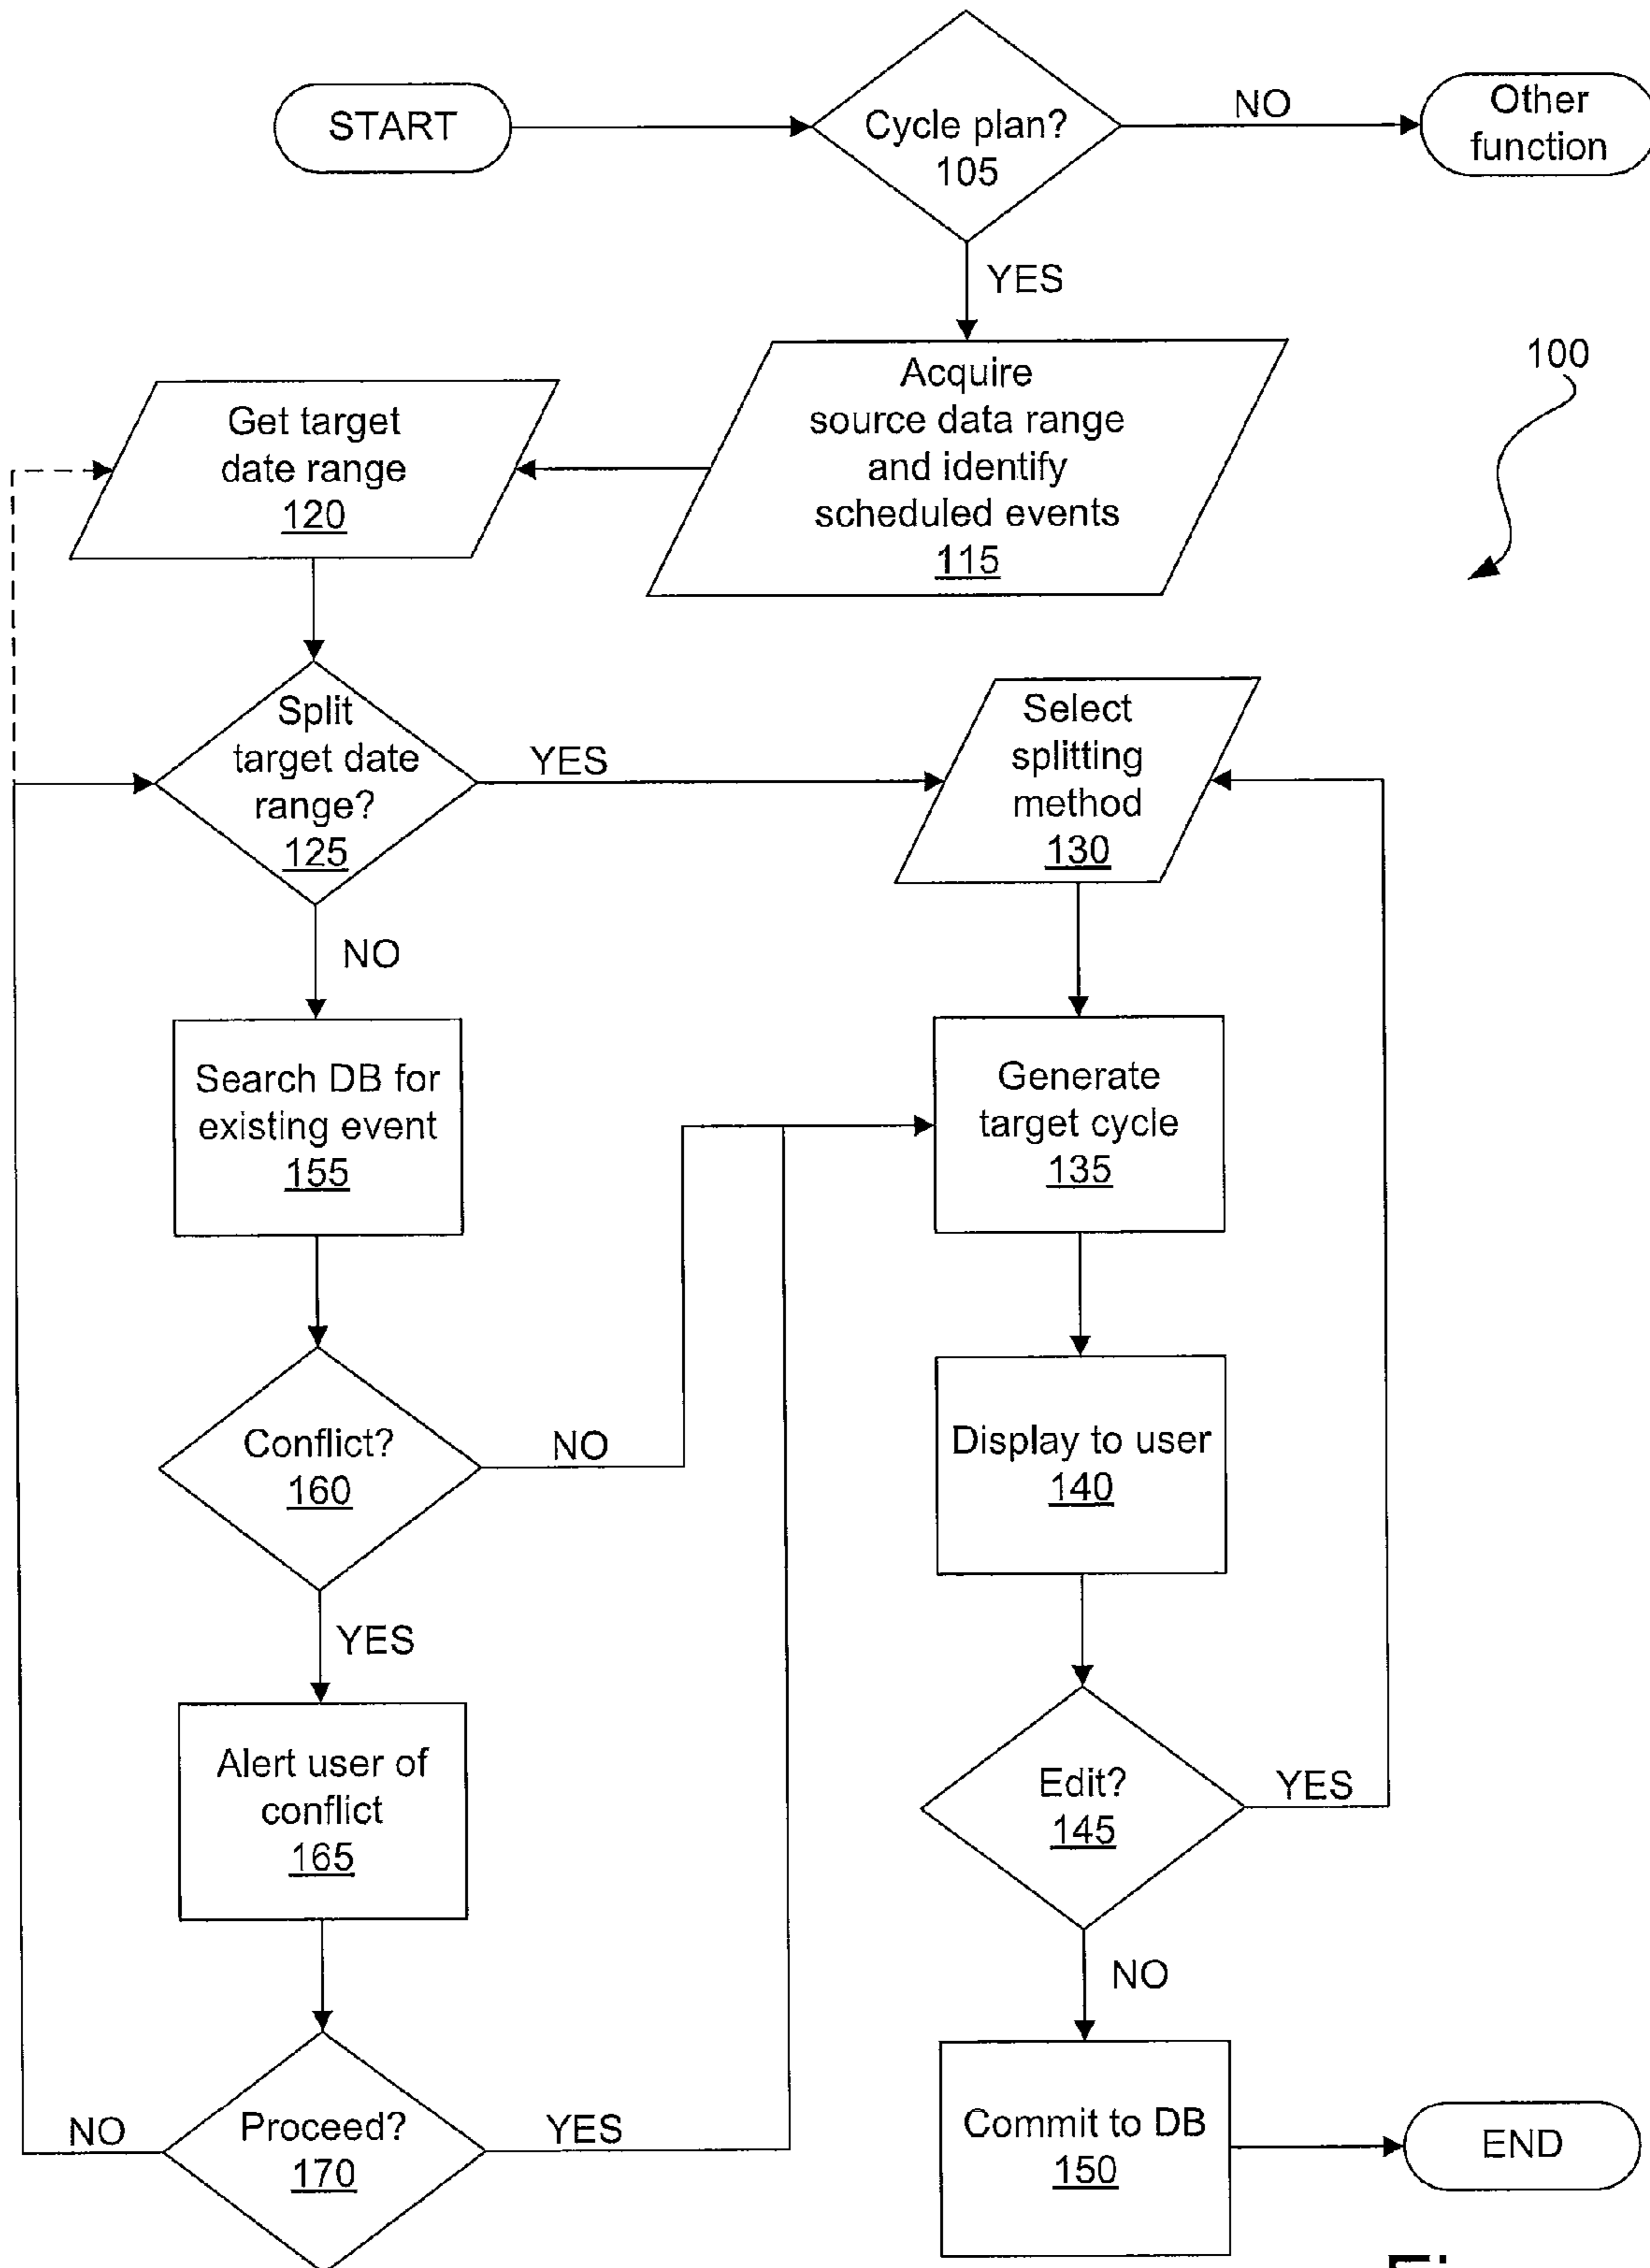 START
Cycle plan?
105
NO
Other
function
YES
100
Acquire
source data range
and identify
scheduled events
115
Get target
date range
120
Split
target date
range?
125
YES
Select
splitting
method
130
NO
Search DB for
existing event
155
Generate
target cycle
135
Conflict?
160
NO
Display to user
140
YES
Alert user of
conflict
165
Edit?
145
YES
NO
Proceed?
170
NO
YES
Commit to DB
150
END